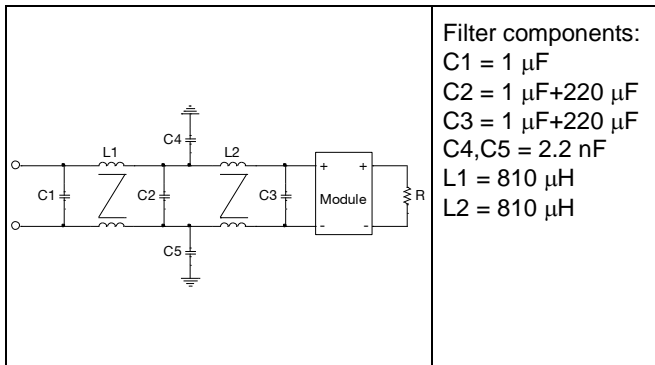 Filter components:
C1 = 1 μF
C2 = 1 μF+220 μF
C3 = 1 μF+220 μF
C4,C5 = 2.2 nF
L1 = 810 μH
L2 = 810 μH
C4
L1
L2
C1
C2
C3
+
+
Module
R
-
-
C5